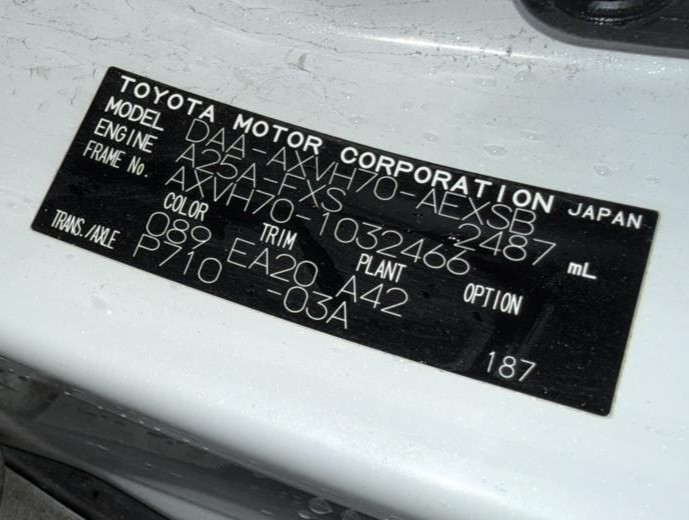 TOYOTA MOTOR CORPORATION JAPAN
MODEL DAA-AXVH70-AEXSB
ENGINE A25A-FXS 2487 mL
FRAME No. AXVH70-1032466
COLOR TRIM PLANT OPTION
089 EA20 A42
TRANS./AXLE P710 -03A
187